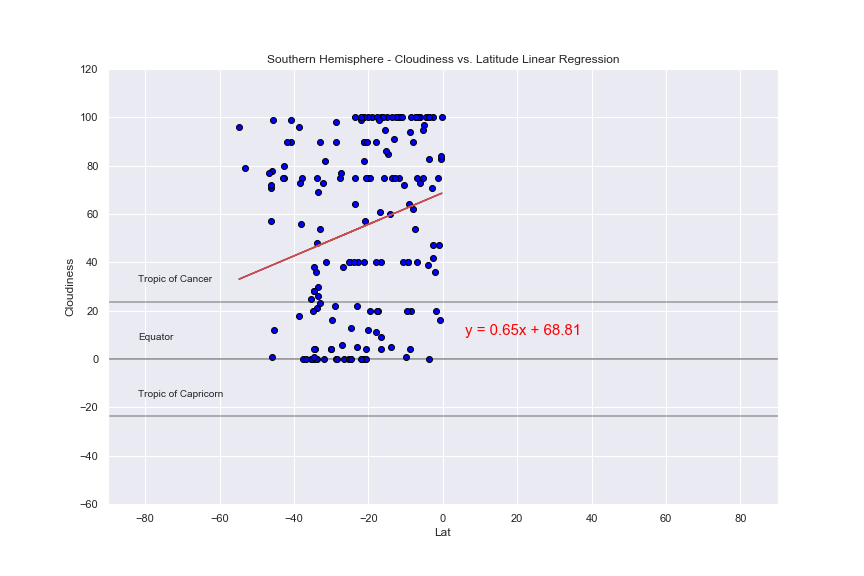 Southern Hemisphere - Cloudiness vs. Latitude Linear Regression
120
100
80
60
40
20
0
−20
−40
−60
Cloudiness
Tropic of Cancer
Equator
Tropic of Capricorn
y = 0.65x + 68.81
−80 −60 −40 −20 0 20 40 60 80
Lat